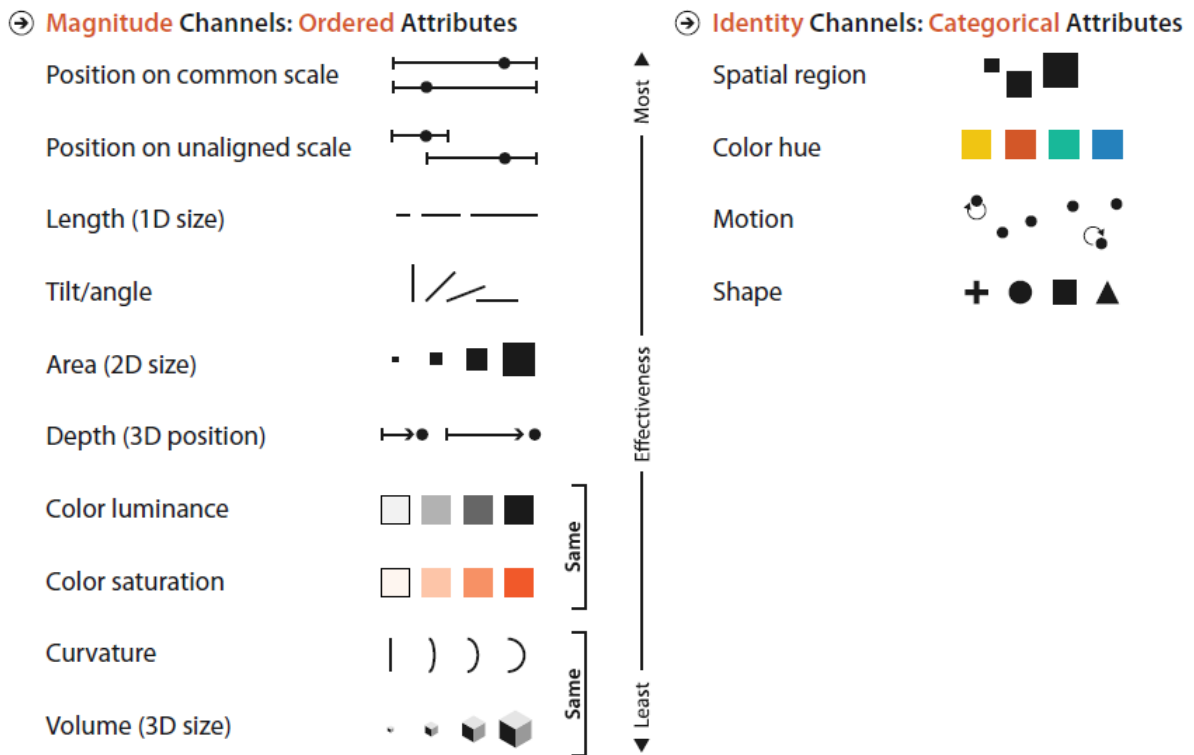 Magnitude Channels: Ordered Attributes
Position on common scale
Position on unaligned scale
Length (1D size)
Tilt/angle
Area (2D size)
Depth (3D position)
Color luminance
Color saturation
Curvature
Volume (3D size)
Same
Same
Most
Effectiveness
Least
Identity Channels: Categorical Attributes
Spatial region
Color hue
Motion
Shape